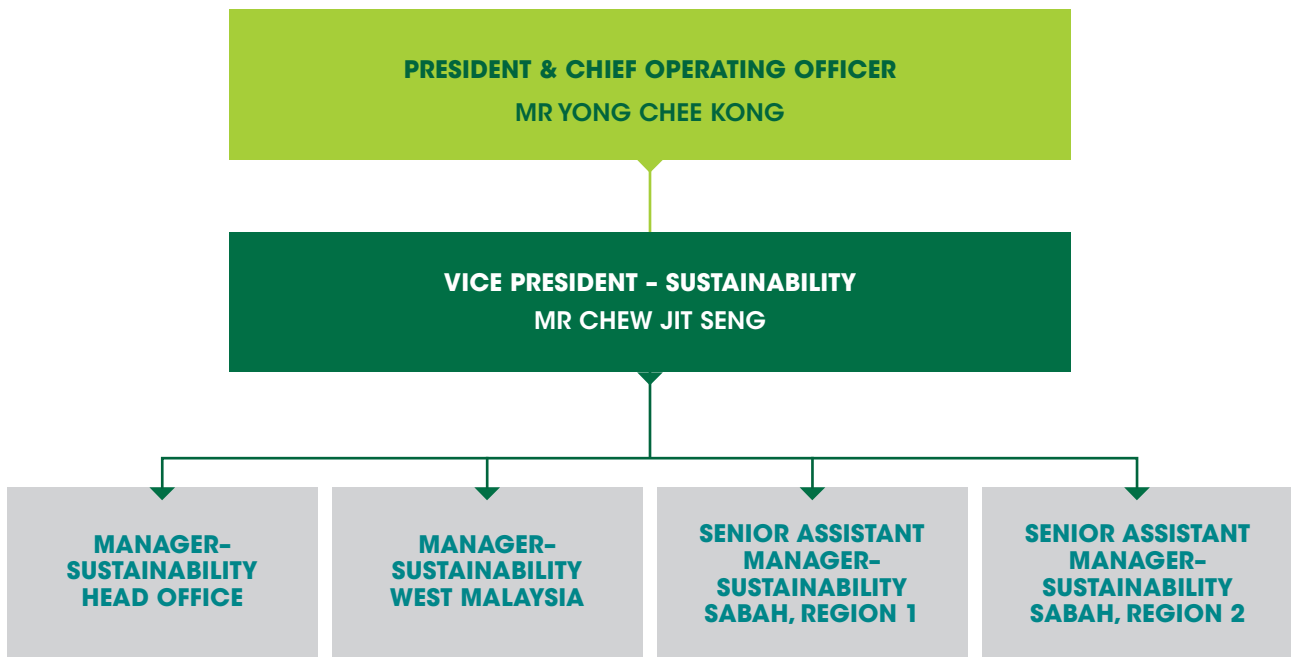 PRESIDENT & CHIEF OPERATING OFFICER
MR YONG CHEE KONG
VICE PRESIDENT – SUSTAINABILITY
MR CHEW JIT SENG
MANAGER–
SUSTAINABILITY
HEAD OFFICE
MANAGER–
SUSTAINABILITY
WEST MALAYSIA
SENIOR ASSISTANT
MANAGER–
SUSTAINABILITY
SABAH, REGION 1
SENIOR ASSISTANT
MANAGER–
SUSTAINABILITY
SABAH, REGION 2